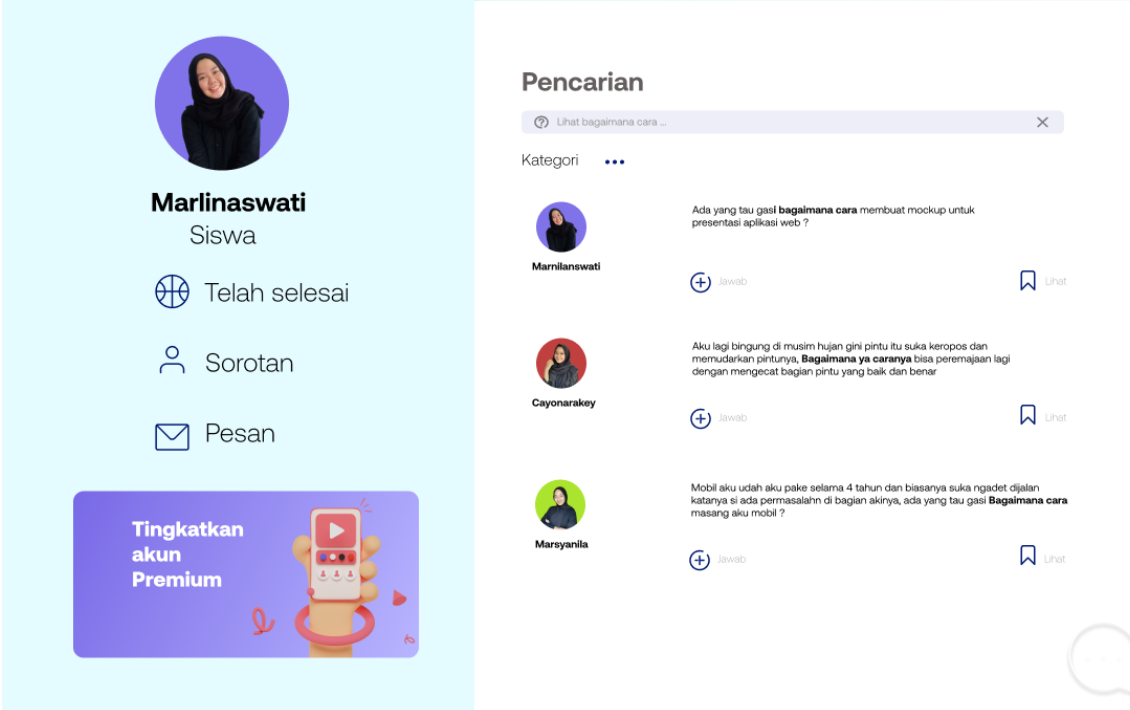 Marlinaswati
Siswa
Telah selesai
Sorotan
Pesan
Tingkatkan
akun
Premium
Pencarian
Lihat bagaimana cara ...
Kategori
Marnilanswati
Ada yang tau gasi bagaimana cara membuat mockup untuk
presentasi aplikasi web ?
Jawab
Lihat
Cayonarakey
Aku lagi bingung di musim hujan gini pintu itu suka keropos dan
memudarkan pintunya, Bagaimana ya caranya bisa peremajaan lagi
dengan mengecat bagian pintu yang baik dan benar
Jawab
Lihat
Marsyanila
Mobil aku udah aku pake selama 4 tahun dan biasanya suka ngadet dijalan
katanya si ada permasalahn di bagian akinya, ada yang tau gasi Bagaimana cara
masang aku mobil ?
Jawab
Lihat